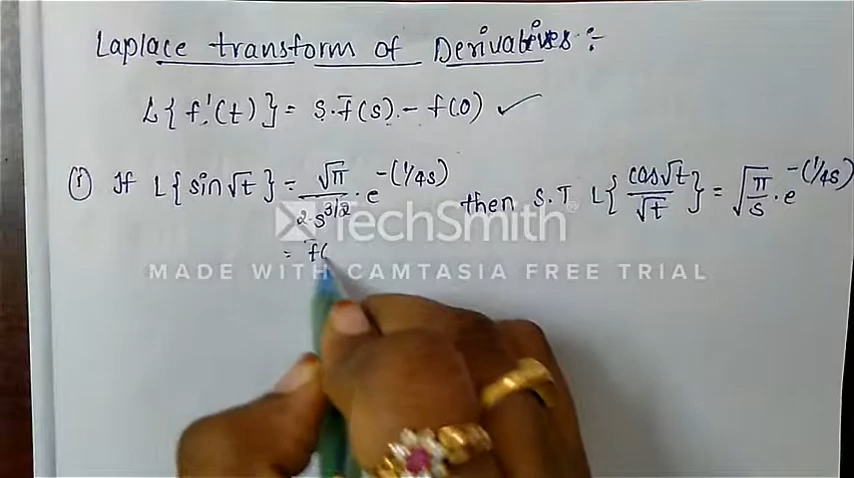 Laplace transform of Derivatives :-
L{ f'(t) } = s. f̄(s) - f(0) ✓
① If L{ sin√t } = √π / 2.s^3/2 . e^-(1/4s) then S.T L{ cos√t / √t } = √(π/s) . e^-(1/4s)
TechSmith
= f̄(
MADE WITH CAMTASIA FREE TRIAL